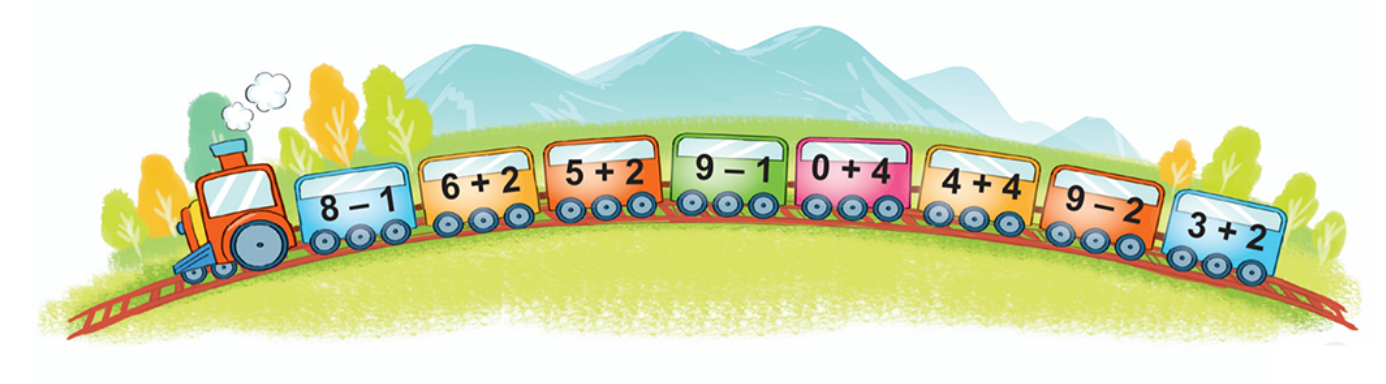 8 – 1
6 + 2
5 + 2
9 – 1
0 + 4
4 + 4
9 – 2
3 + 2